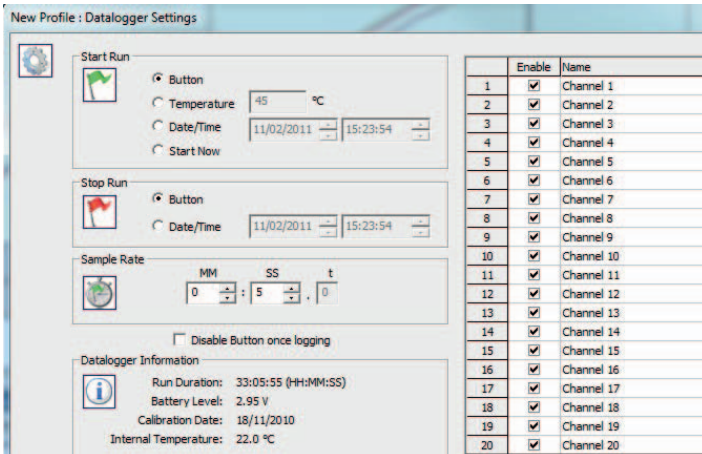 New Profile : Datalogger Settings
Start Run
Button
Temperature 45 °C
Date/Time 11/02/2011 15:23:54
Start Now
Stop Run
Button
Date/Time 11/02/2011 15:23:54
Sample Rate
MM SS t
0 : 5 . 0
Disable Button once logging
Datalogger Information
Run Duration: 33:05:55 (HH:MM:SS)
Battery Level: 2.95 V
Calibration Date: 18/11/2010
Internal Temperature: 22.0 °C
Enable Name
1 Channel 1
2 Channel 2
3 Channel 3
4 Channel 4
5 Channel 5
6 Channel 6
7 Channel 7
8 Channel 8
9 Channel 9
10 Channel 10
11 Channel 11
12 Channel 12
13 Channel 13
14 Channel 14
15 Channel 15
16 Channel 16
17 Channel 17
18 Channel 18
19 Channel 19
20 Channel 20